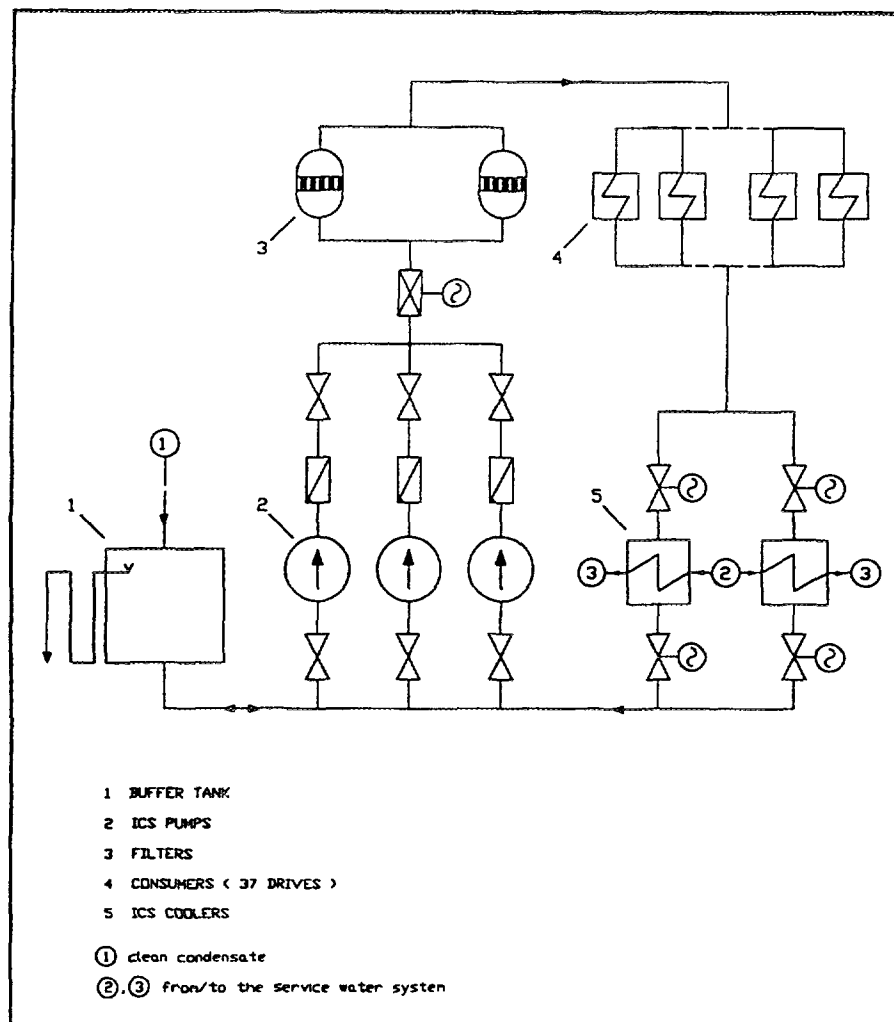 3
4
1
1
2
5
3
2
3
1 BUFFER TANK
2 ICS PUMPS
3 FILTERS
4 CONSUMERS ( 37 DRIVES )
5 ICS COOLERS
① clean condensate
②,③ from/to the service water system